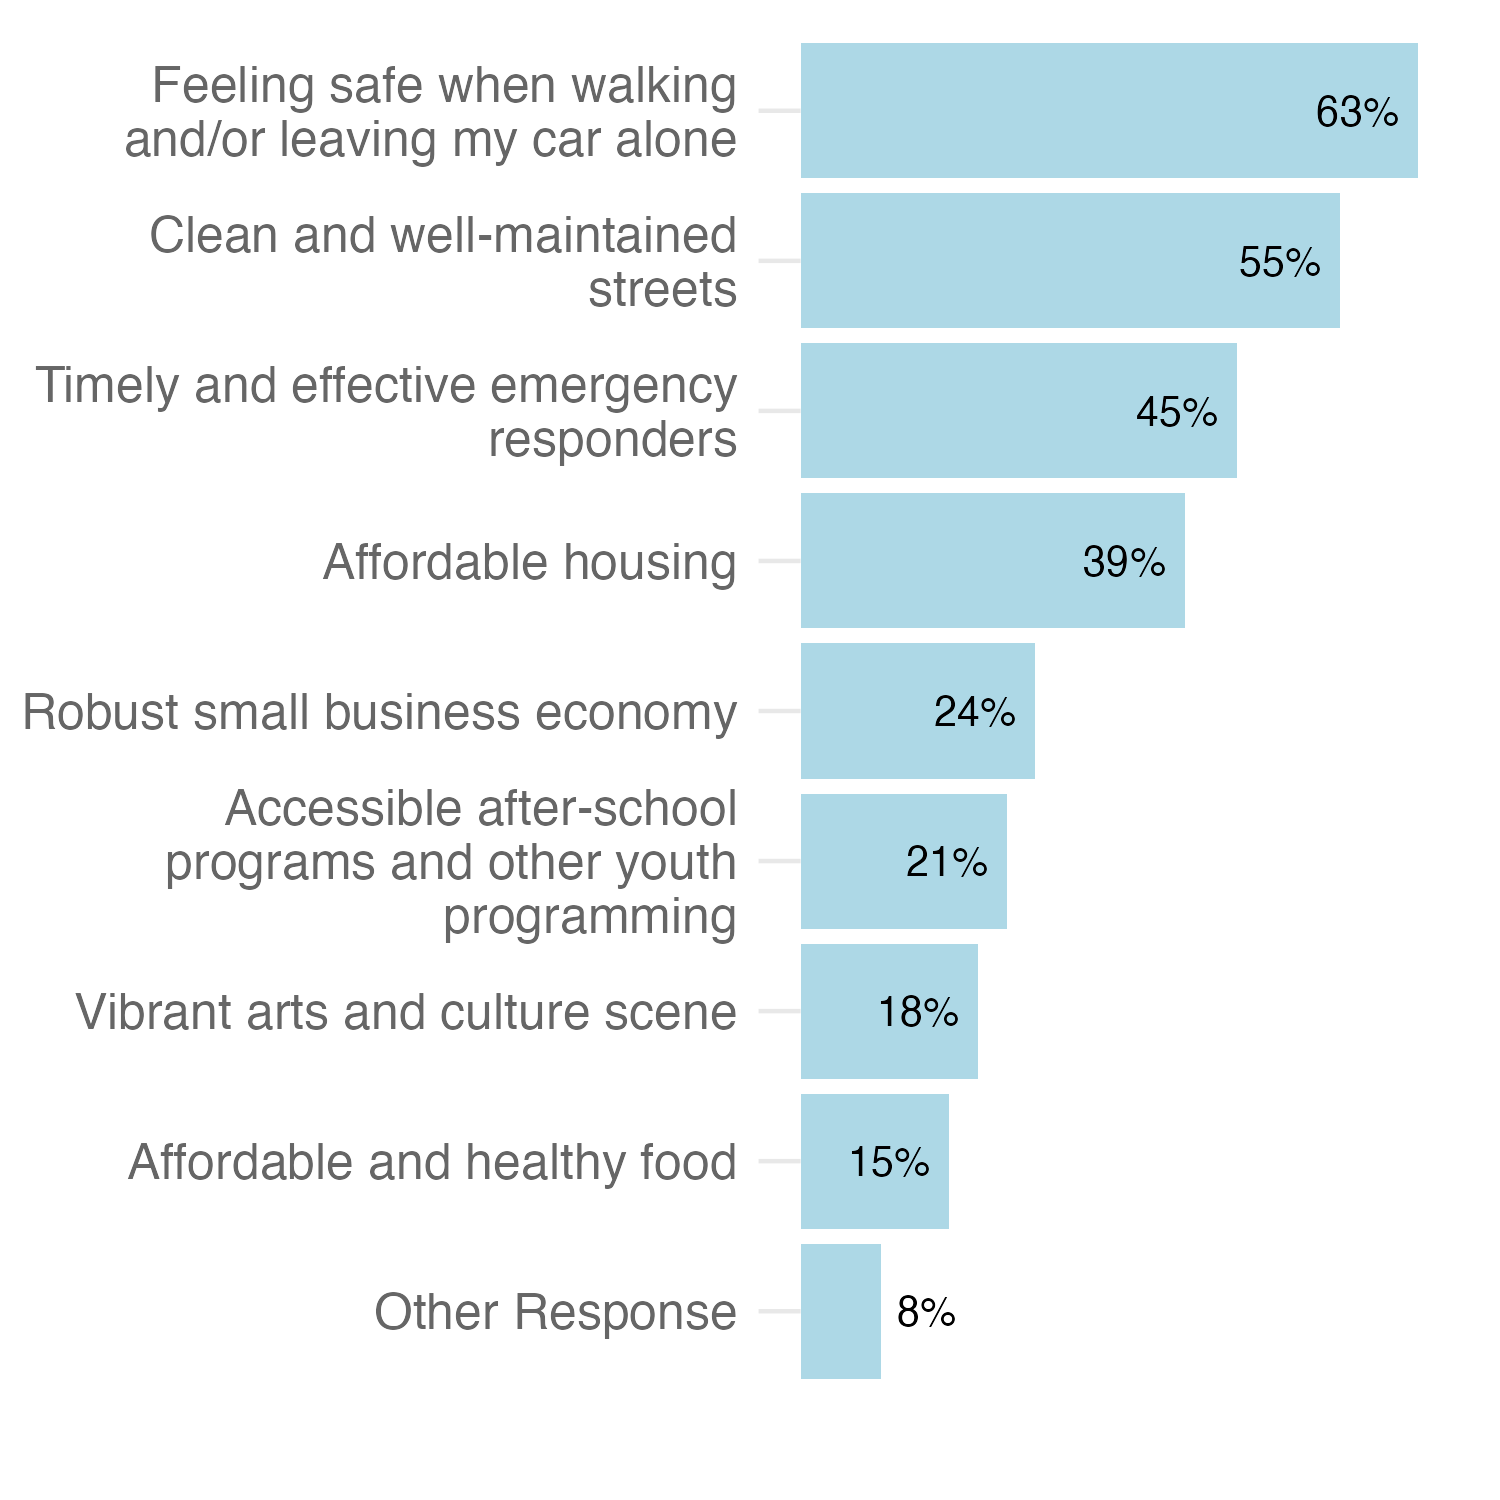 Feeling safe when walking
and/or leaving my car alone
63%
Clean and well-maintained
streets
55%
Timely and effective emergency
responders
45%
Affordable housing
39%
Robust small business economy
24%
Accessible after-school
programs and other youth
programming
21%
Vibrant arts and culture scene
18%
Affordable and healthy food
15%
Other Response
8%